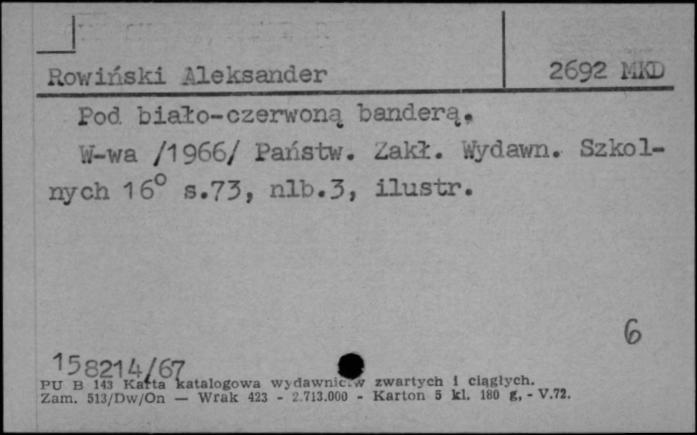 Rowiński Aleksander
2692 MKD
Pod biało-czerwoną banderą.
W-wa /1966/ Państw. Zakł. Wydawn. Szkol-
nych 16° s.73, nlb.3, ilustr.
6
158214/67
PU B 143 Karta katalogowa wydawnictw zwartych i ciągłych.
Zam. 513/Dw/On — Wrak 423 - 2.713.000 - Karton 5 kl. 180 g, - V.72.